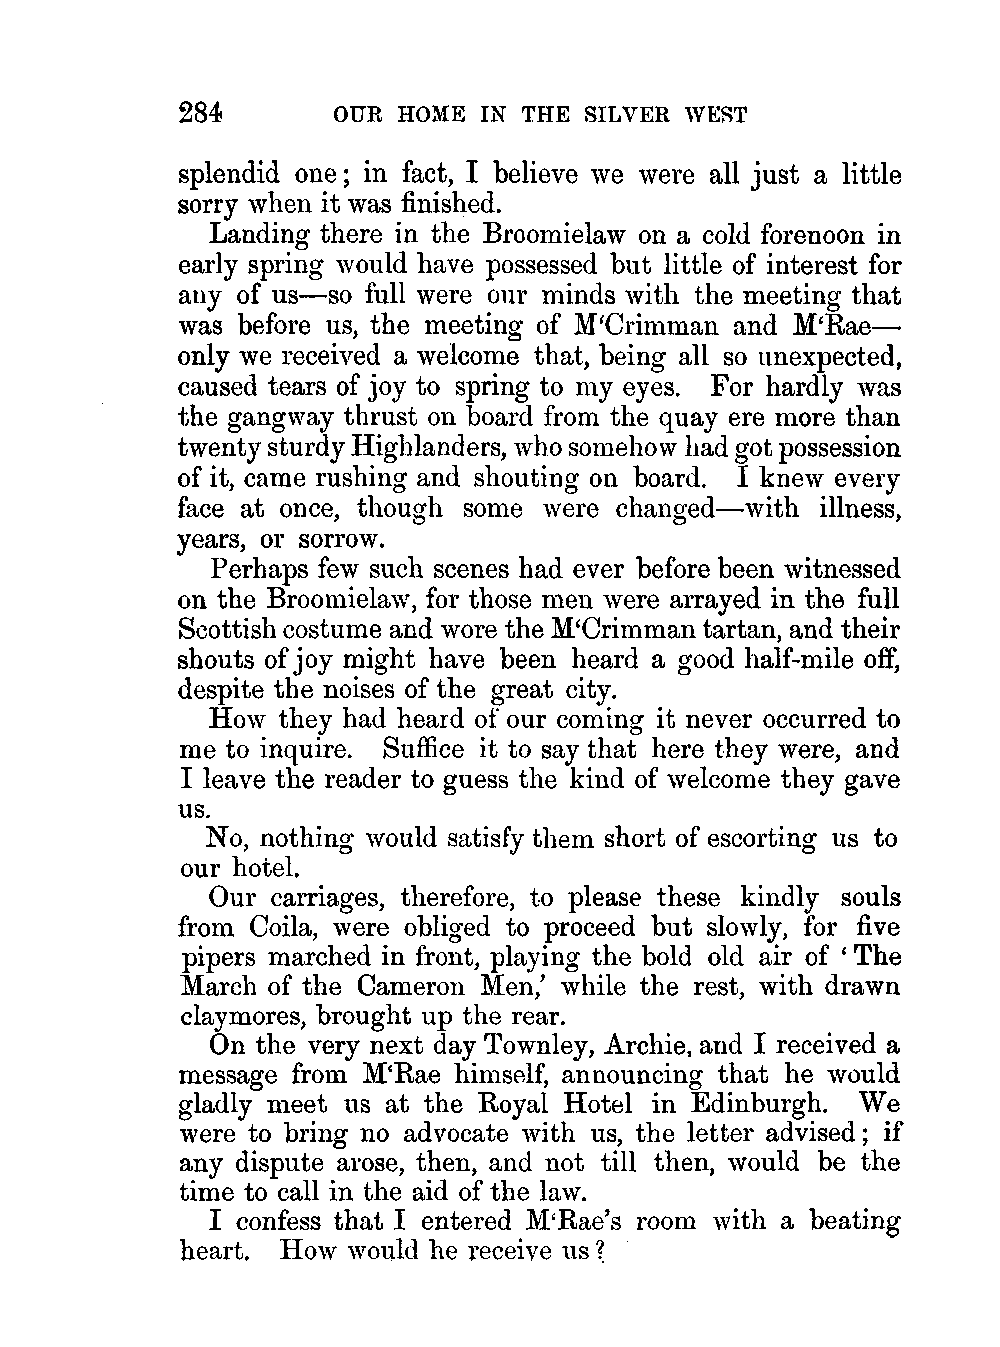 284 OUR HOME IN THE SILVER WEST
splendid one; in fact, I believe we were all just a little
sorry when it was finished.
Landing there in the Broomielaw on a cold forenoon in
early spring would have possessed but little of interest for
any of us—so full were our minds with the meeting that
was before us, the meeting of M‘Crimman and M‘Rae—
only we received a welcome that, being all so unexpected,
caused tears of joy to spring to my eyes. For hardly was
the gangway thrust on board from the quay ere more than
twenty sturdy Highlanders, who somehow had got possession
of it, came rushing and shouting on board. I knew every
face at once, though some were changed—with illness,
years, or sorrow.
Perhaps few such scenes had ever before been witnessed
on the Broomielaw, for those men were arrayed in the full
Scottish costume and wore the M‘Crimman tartan, and their
shouts of joy might have been heard a good half-mile off,
despite the noises of the great city.
How they had heard of our coming it never occurred to
me to inquire. Suffice it to say that here they were, and
I leave the reader to guess the kind of welcome they gave
us.
No, nothing would satisfy them short of escorting us to
our hotel.
Our carriages, therefore, to please these kindly souls
from Coila, were obliged to proceed but slowly, for five
pipers marched in front, playing the bold old air of ‘The
March of the Cameron Men,’ while the rest, with drawn
claymores, brought up the rear.
On the very next day Townley, Archie, and I received a
message from M‘Rae himself, announcing that he would
gladly meet us at the Royal Hotel in Edinburgh. We
were to bring no advocate with us, the letter advised; if
any dispute arose, then, and not till then, would be the
time to call in the aid of the law.
I confess that I entered M‘Rae’s room with a beating
heart. How would he receive us?